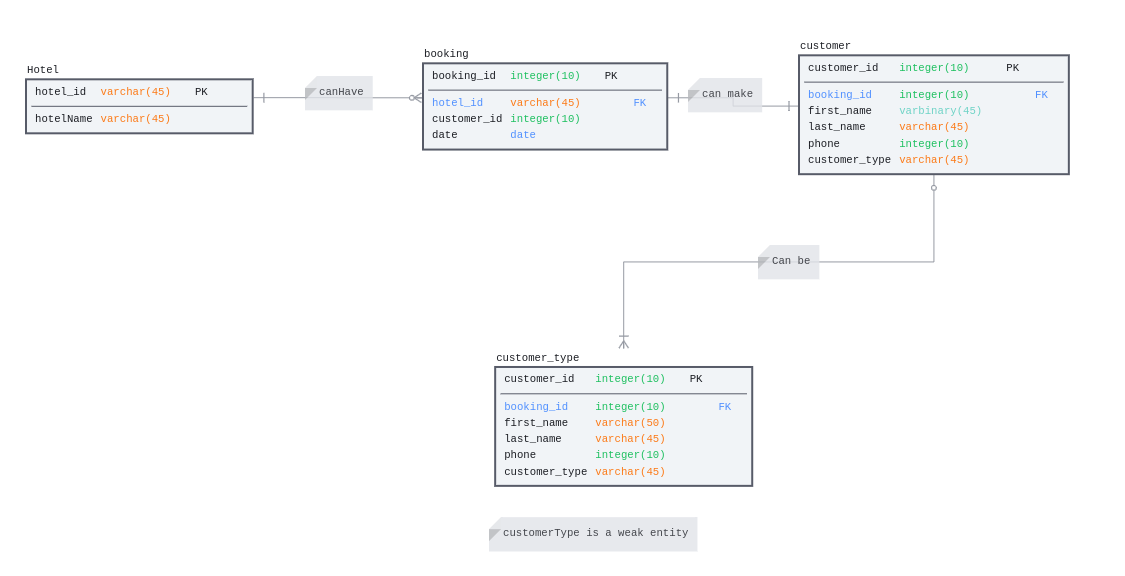 Hotel
hotel_id varchar(45) PK
hotelName varchar(45)
canHave
booking
booking_id integer(10) PK
hotel_id varchar(45) FK
customer_id integer(10)
date date
can make
customer
customer_id integer(10) PK
booking_id integer(10) FK
first_name varbinary(45)
last_name varchar(45)
phone integer(10)
customer_type varchar(45)
Can be
customer_type
customer_id integer(10) PK
booking_id integer(10) FK
first_name varchar(50)
last_name varchar(45)
phone integer(10)
customer_type varchar(45)
customerType is a weak entity